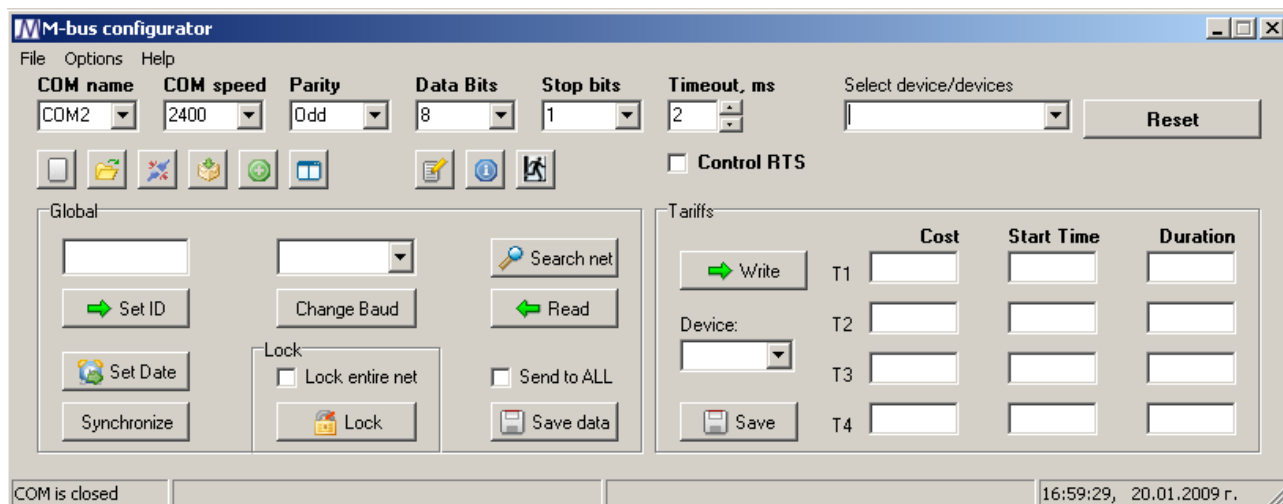 M-bus configurator
File Options Help
COM name COM speed Parity Data Bits Stop bits Timeout, ms Select device/devices
COM2 2400 Odd 8 1 2 Reset
Control RTS
Global Tariffs
Cost Start Time Duration
Search net Write T1
Set ID Change Baud Read
Device: T2
Lock
Set Date Lock entire net Send to ALL T3
Synchronize Lock Save data Save T4
COM is closed 16:59:29, 20.01.2009 г.